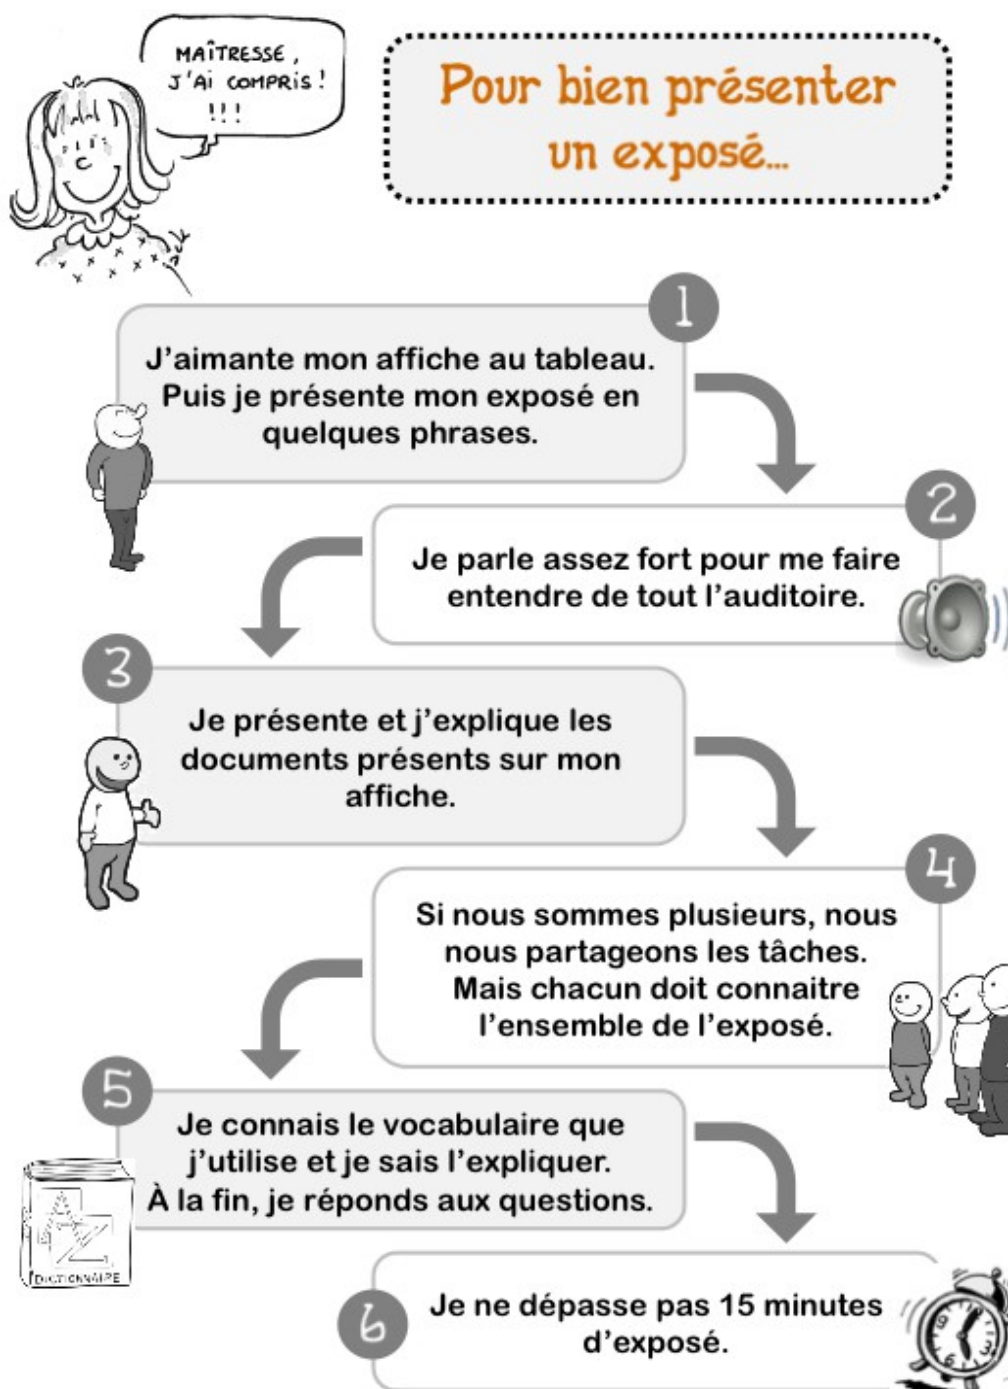 MAÎTRESSE,
J'AI COMPRIS !
!!!
Pour bien présenter
un exposé...
1
J'aimante mon affiche au tableau.
Puis je présente mon exposé en
quelques phrases.
2
Je parle assez fort pour me faire
entendre de tout l'auditoire.
3
Je présente et j'explique les
documents présents sur mon
affiche.
4
Si nous sommes plusieurs, nous
nous partageons les tâches.
Mais chacun doit connaitre
l'ensemble de l'exposé.
5
Je connais le vocabulaire que
j'utilise et je sais l'expliquer.
À la fin, je réponds aux questions.
A
Z
DICTIONNAIRE
6
Je ne dépasse pas 15 minutes
d'exposé.